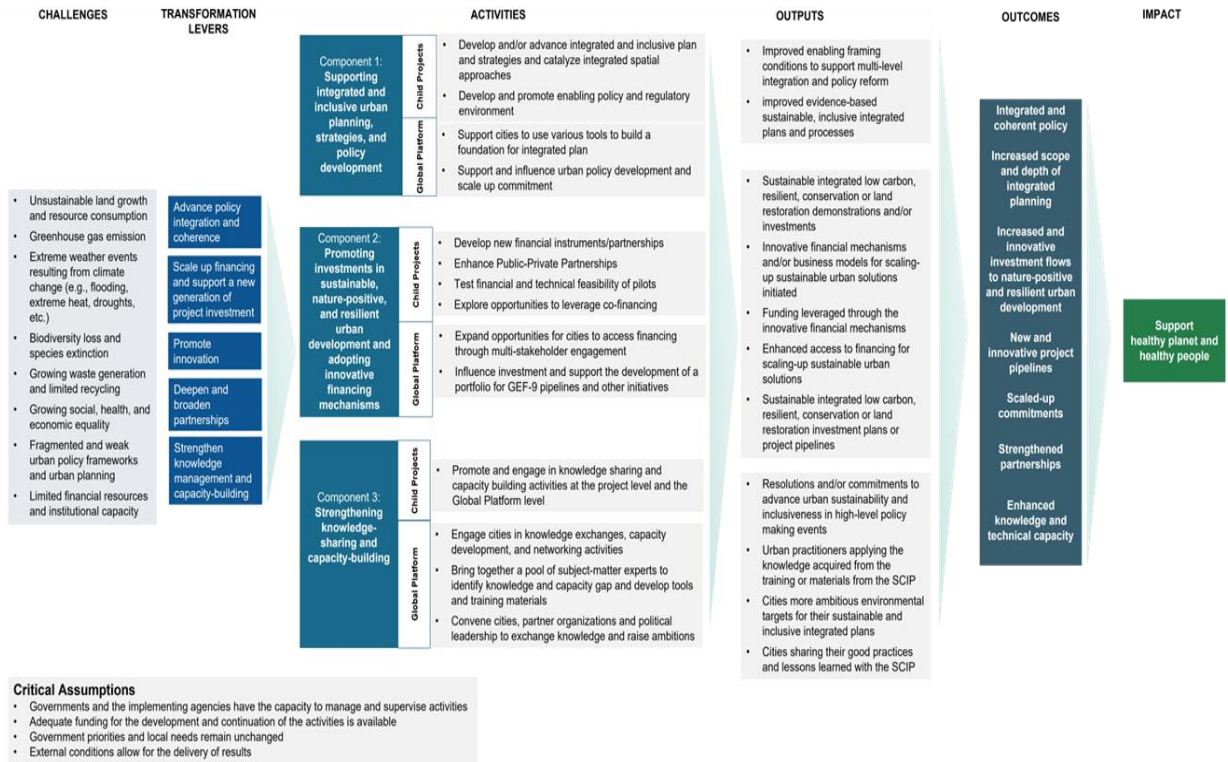 CHALLENGES
TRANSFORMATION
LEVERS
ACTIVITIES
OUTPUTS
OUTCOMES
IMPACT
• Unsustainable land growth
and resource consumption
• Greenhouse gas emission
• Extreme weather events
resulting from climate
change (e.g., flooding,
extreme heat, droughts,
etc.)
• Biodiversity loss and
species extinction
• Growing waste generation
and limited recycling
• Growing social, health, and
economic equality
• Fragmented and weak
urban policy frameworks
and urban planning
• Limited financial resources
and institutional capacity
Advance policy
integration and
coherence
Scale up financing
and support a new
generation of
project investment
Promote
innovation
Deepen and
broaden
partnerships
Strengthen
knowledge
management and
capacity-building
Component 1:
Supporting
integrated and
inclusive urban
planning,
strategies, and
policy
development
Child Projects
• Develop and/or advance integrated and inclusive plan
and strategies and catalyze integrated spatial
approaches
• Develop and promote enabling policy and regulatory
environment
Global Platform
• Support cities to use various tools to build a
foundation for integrated plan
• Support and influence urban policy development and
scale up commitment
Component 2:
Promoting
investments in
sustainable,
nature-positive,
and resilient
urban
development and
adopting
innovative
financing
mechanisms
Child Projects
• Develop new financial instruments/partnerships
• Enhance Public-Private Partnerships
• Test financial and technical feasibility of pilots
• Explore opportunities to leverage co-financing
Global Platform
• Expand opportunities for cities to access financing
through multi-stakeholder engagement
• Influence investment and support the development of a
portfolio for GEF-9 pipelines and other initiatives
Component 3:
Strengthening
knowledge-
sharing and
capacity-building
Child Projects
• Promote and engage in knowledge sharing and
capacity building activities at the project level and the
Global Platform level
Global Platform
• Engage cities in knowledge exchanges, capacity
development, and networking activities
• Bring together a pool of subject-matter experts to
identify knowledge and capacity gap and develop tools
and training materials
• Convene cities, partner organizations and political
leadership to exchange knowledge and raise ambitions
• Improved enabling framing
conditions to support multi-level
integration and policy reform
• improved evidence-based
sustainable, inclusive integrated
plans and processes
• Sustainable integrated low carbon,
resilient, conservation or land
restoration demonstrations and/or
investments
• Innovative financial mechanisms
and/or business models for scaling-
up sustainable urban solutions
initiated
• Funding leveraged through the
innovative financial mechanisms
• Enhanced access to financing for
scaling-up sustainable urban
solutions
• Sustainable integrated low carbon,
resilient, conservation or land
restoration investment plans or
project pipelines
• Resolutions and/or commitments to
advance urban sustainability and
inclusiveness in high-level policy
making events
• Urban practitioners applying the
knowledge acquired from the
training or materials from the SCIP
• Cities more ambitious environmental
targets for their sustainable and
inclusive integrated plans
• Cities sharing their good practices
and lessons learned with the SCIP
Integrated and
coherent policy
Increased scope
and depth of
integrated
planning
Increased and
innovative
investment flows
to nature-positive
and resilient urban
development
New and
innovative project
pipelines
Scaled-up
commitments
Strengthened
partnerships
Enhanced
knowledge and
technical capacity
Support
healthy planet and
healthy people
Critical Assumptions
• Governments and the implementing agencies have the capacity to manage and supervise activities
• Adequate funding for the development and continuation of the activities is available
• Government priorities and local needs remain unchanged
• External conditions allow for the delivery of results